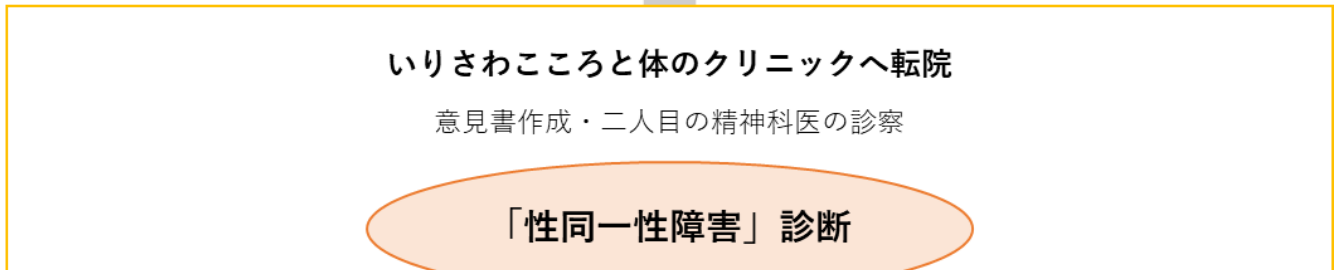 いりさわこころと体のクリニックへ転院
意見書作成・二人目の精神科医の診察
「性同一性障害」診断